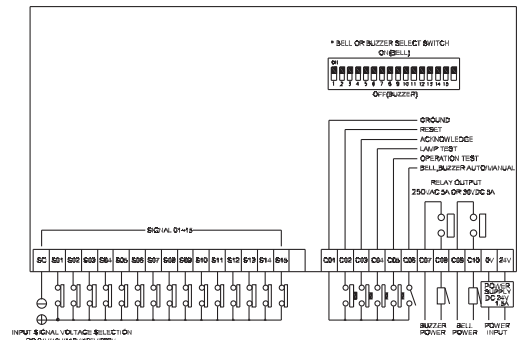 * BELL OR BUZZER SELECT SWITCH
ON(BELL)
ON
1 2 3 4 5 6 7 8 9 10 11 12 13 14 15
OFF(BUZZER)
GROUND
RESET
ACKNOWLEDGE
LAMP TEST
OPERATION TEST
BELL,BUZZER AUTO/MANUAL
RELAY OUTPUT
250VAC 5A OR 30VDC 5A
SIGNAL 01~15
SC S01 S02 S03 S04 S05 S06 S07 S08 S09 S10 S11 S12 S13 S14 S15
C01 C02 C03 C04 C05 C06 C07 C08 C09 C10 0V 24V
POWER
SUPPLY
DC 24V
1.5A
BUZZER
POWER
BELL
POWER
POWER
INPUT
INPUT SIGNAL VOLTAGE SELECTION